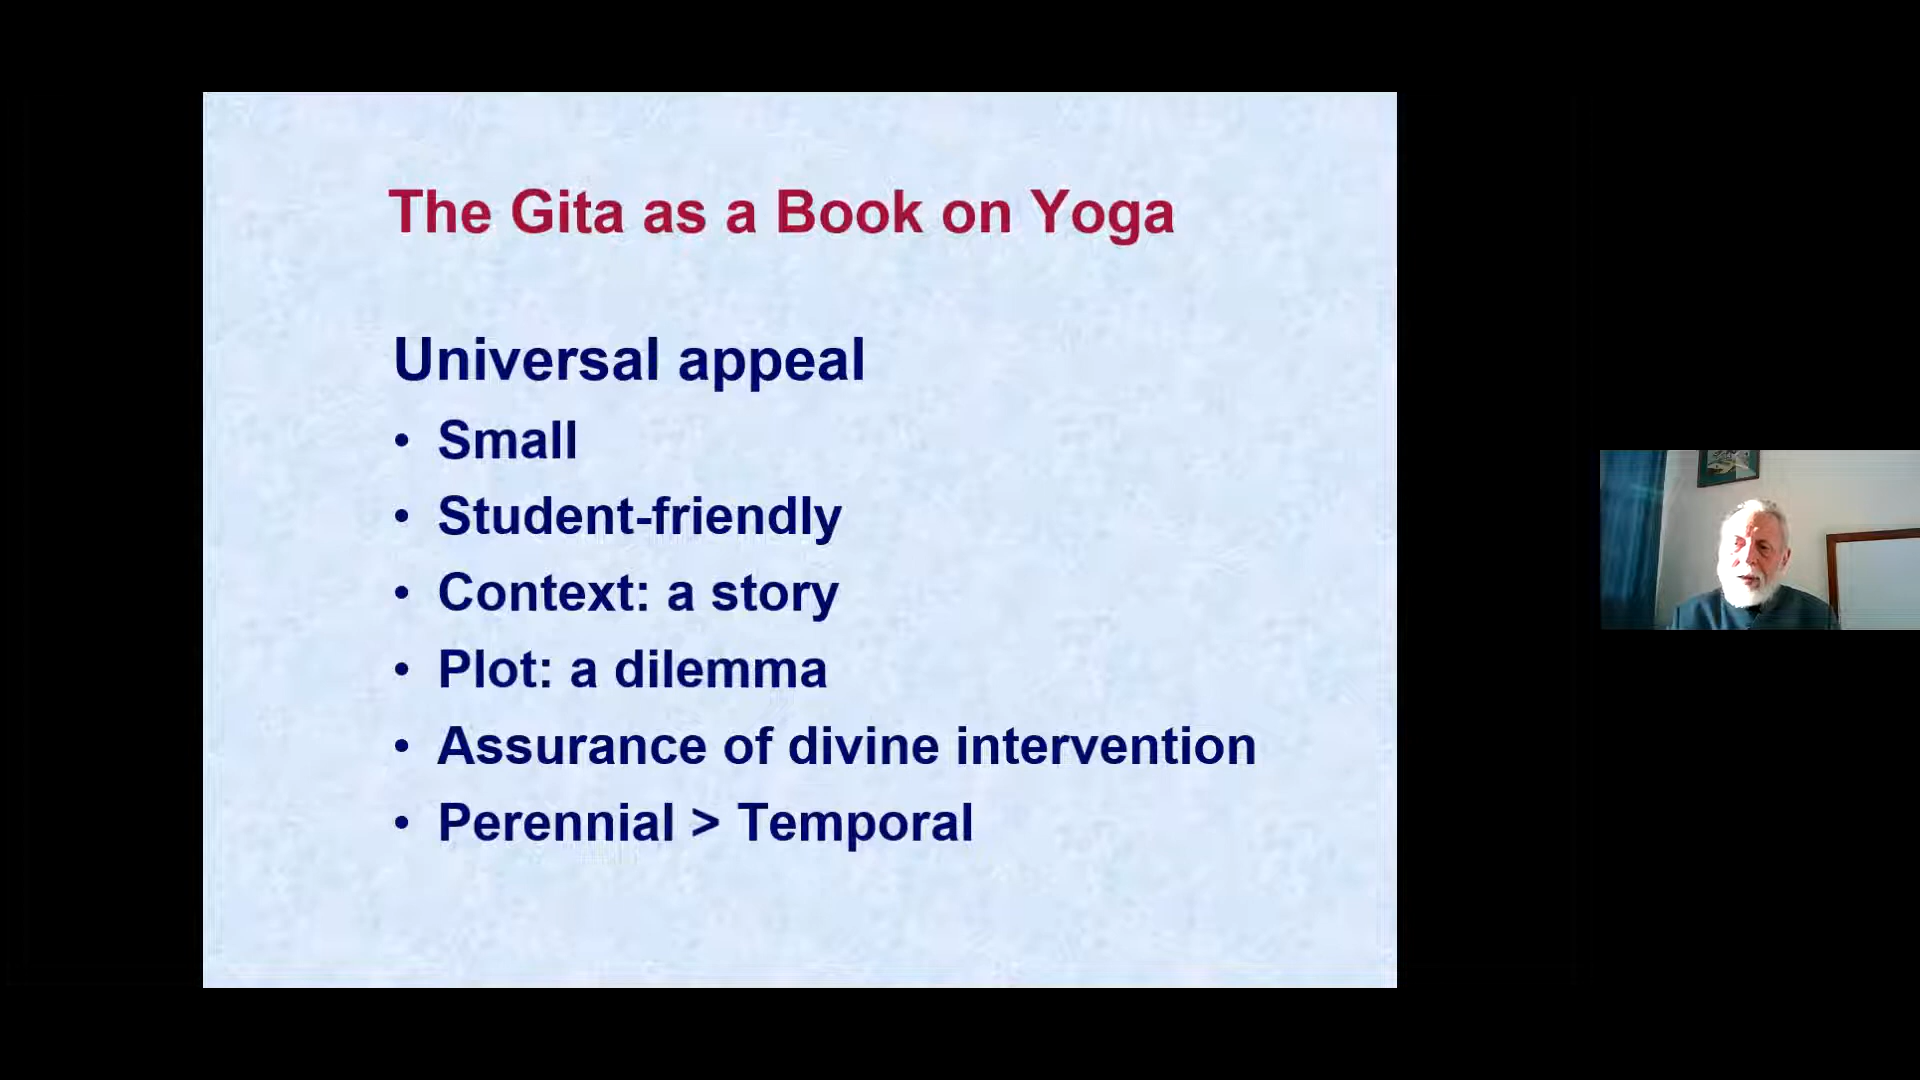 The Gita as a Book on Yoga
Universal appeal
• Small
• Student-friendly
• Context: a story
• Plot: a dilemma
• Assurance of divine intervention
• Perennial > Temporal